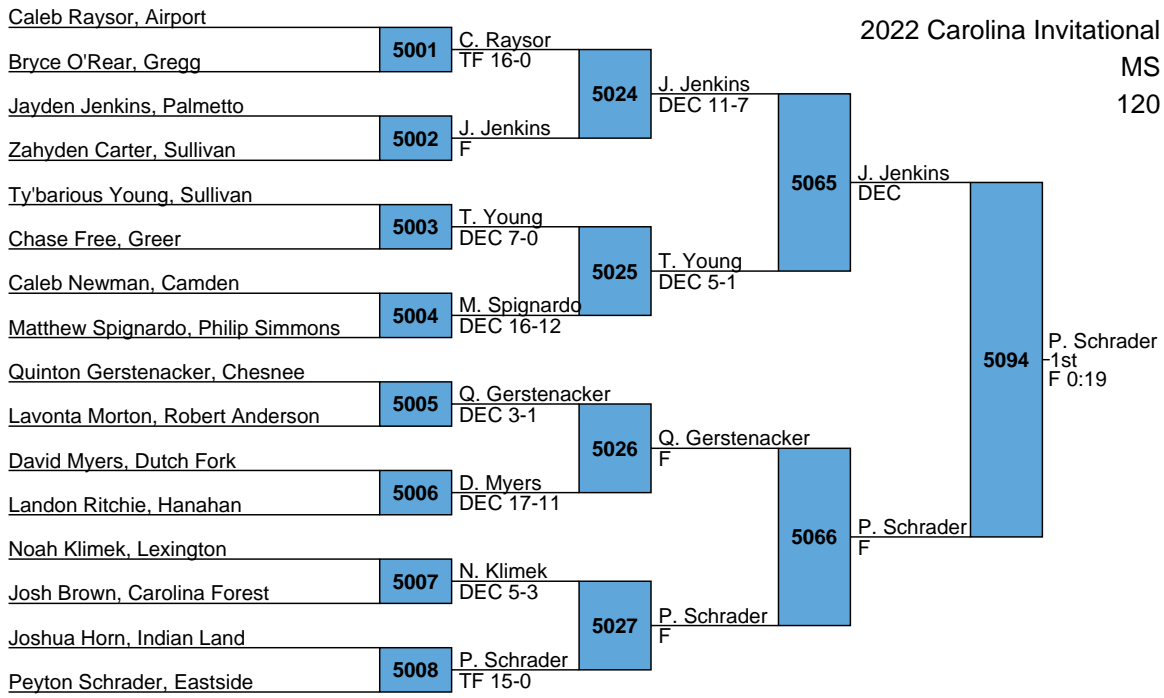 2022 Carolina Invitational
MS
120
Caleb Raysor, Airport
Bryce O'Rear, Gregg
Jayden Jenkins, Palmetto
Zahyden Carter, Sullivan
Ty'barious Young, Sullivan
Chase Free, Greer
Caleb Newman, Camden
Matthew Spignardo, Philip Simmons
Quinton Gerstenacker, Chesnee
Lavonta Morton, Robert Anderson
David Myers, Dutch Fork
Landon Ritchie, Hanahan
Noah Klimek, Lexington
Josh Brown, Carolina Forest
Joshua Horn, Indian Land
Peyton Schrader, Eastside
5001
C. Raysor
TF 16-0
5002
J. Jenkins
F
5003
T. Young
DEC 7-0
5004
M. Spignardo
DEC 16-12
5005
Q. Gerstenacker
DEC 3-1
5006
D. Myers
DEC 17-11
5007
N. Klimek
DEC 5-3
5008
P. Schrader
TF 15-0
5024
J. Jenkins
DEC 11-7
5025
T. Young
DEC 5-1
5026
Q. Gerstenacker
F
5027
P. Schrader
F
5065
J. Jenkins
DEC
5066
P. Schrader
F
5094
P. Schrader
1st
F 0:19